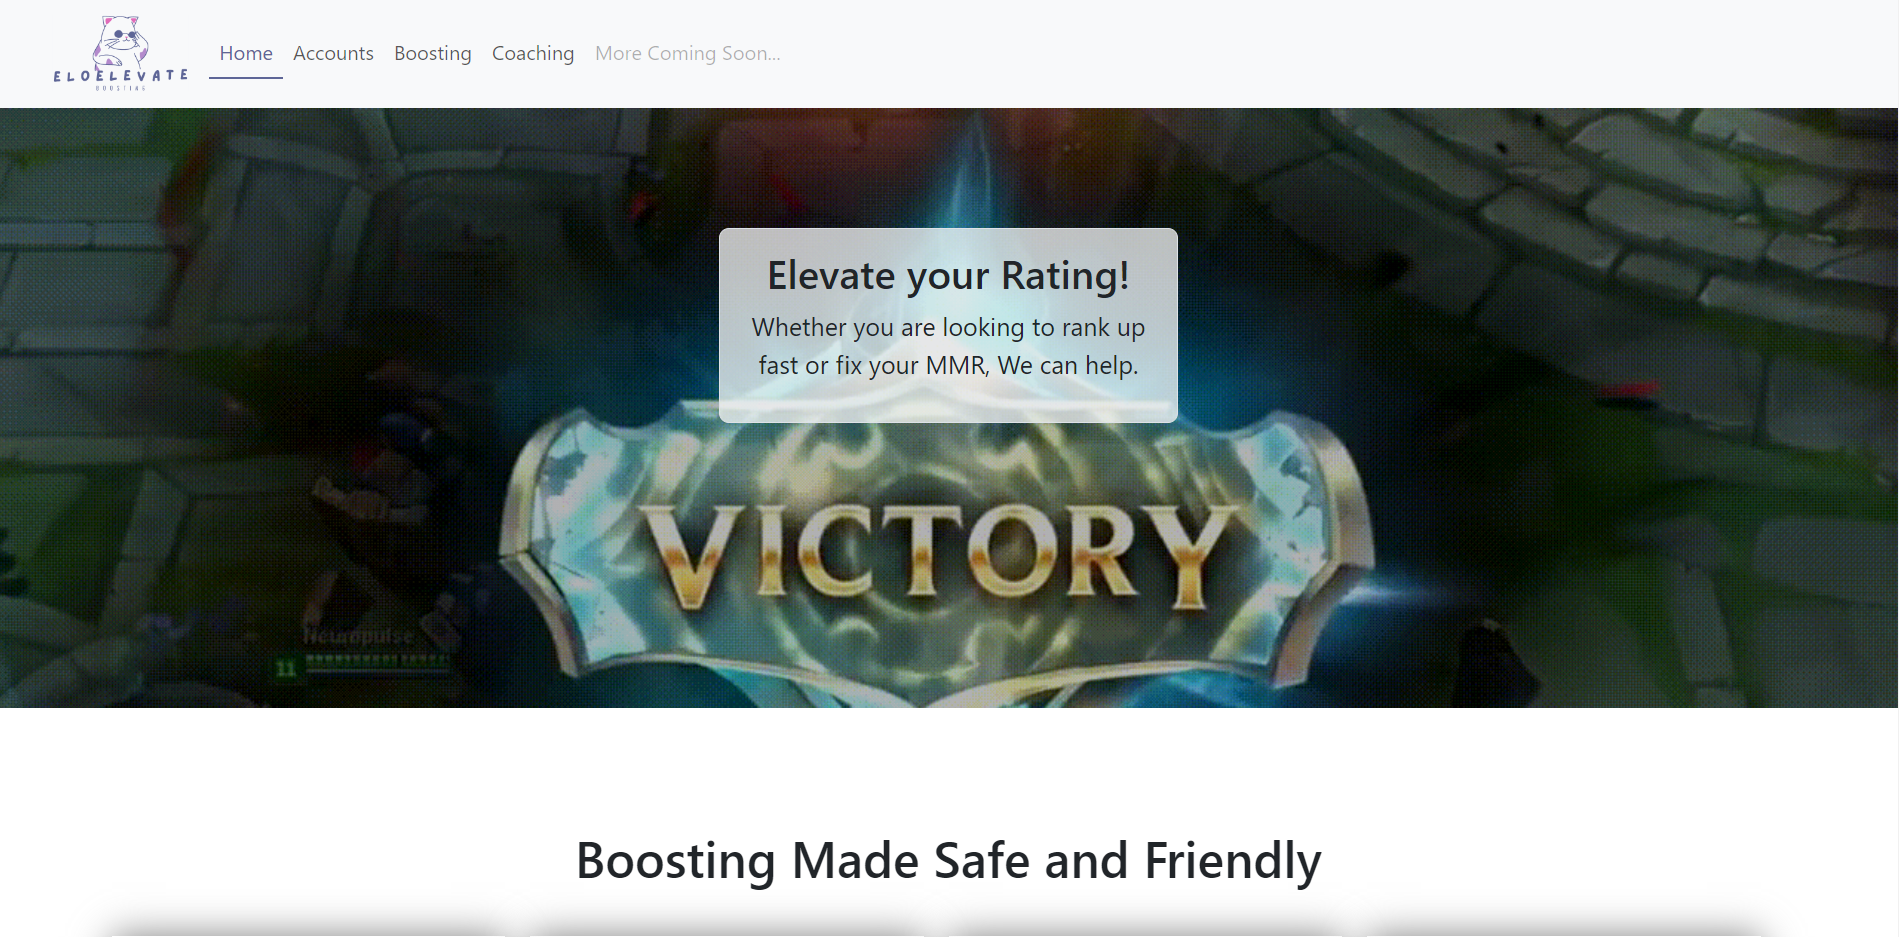 ELOELEVATE
BOOSTING
Home Accounts Boosting Coaching More Coming Soon...
Elevate your Rating!
Whether you are looking to rank up
fast or fix your MMR, We can help.
VICTORY
Neuropulse
11
Boosting Made Safe and Friendly